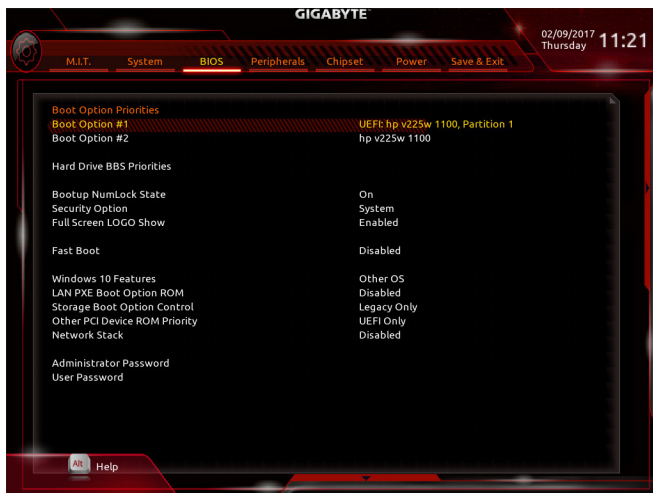 GIGABYTE™
02/09/2017 Thursday 11:21
M.I.T. System BIOS Peripherals Chipset Power Save & Exit
Boot Option Priorities
Boot Option #1 UEFI: hp v225w 1100, Partition 1
Boot Option #2 hp v225w 1100
Hard Drive BBS Priorities
Bootup NumLock State On
Security Option System
Full Screen LOGO Show Enabled
Fast Boot Disabled
Windows 10 Features Other OS
LAN PXE Boot Option ROM Disabled
Storage Boot Option Control Legacy Only
Other PCI Device ROM Priority UEFI Only
Network Stack Disabled
Administrator Password
User Password
Alt Help